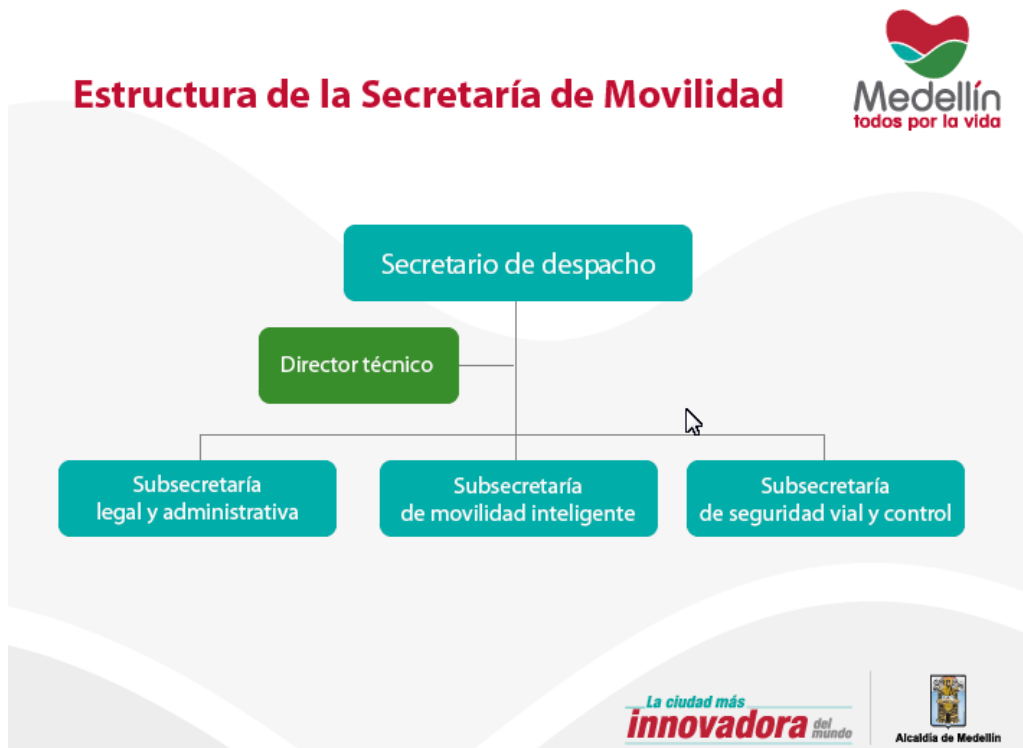 Estructura de la Secretaría de Movilidad
Medellín
todos por la vida
Secretario de despacho
Director técnico
Subsecretaría
legal y administrativa
Subsecretaría
de movilidad inteligente
Subsecretaría
de seguridad vial y control
La ciudad más
innovadora del
mundo
Alcaldía de Medellín